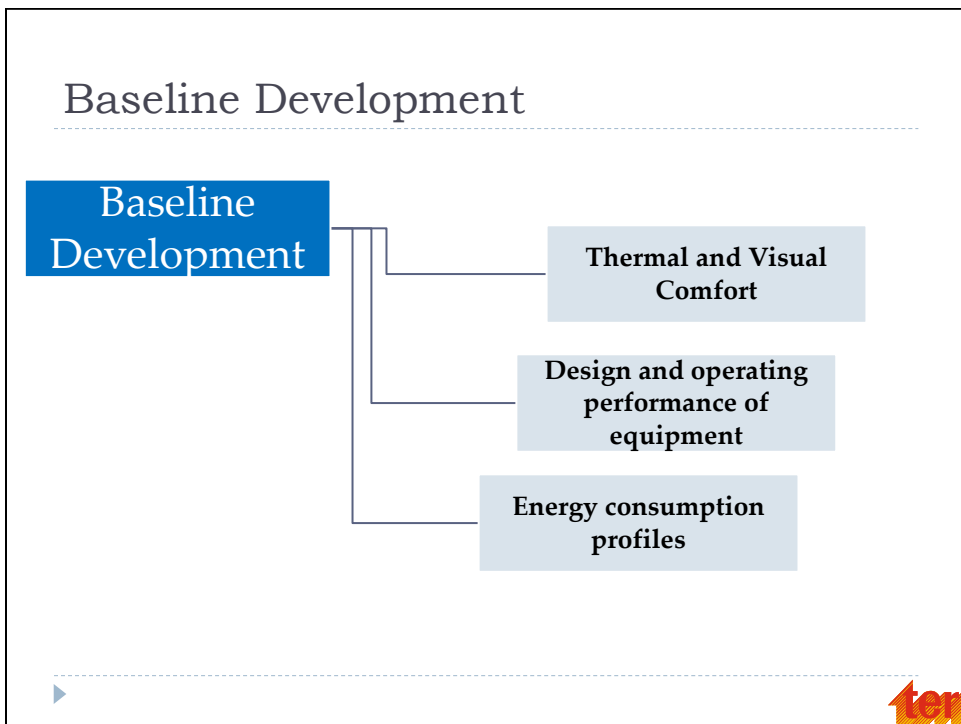 Baseline Development
Baseline
Development
Thermal and Visual
Comfort
Design and operating
performance of
equipment
Energy consumption
profiles